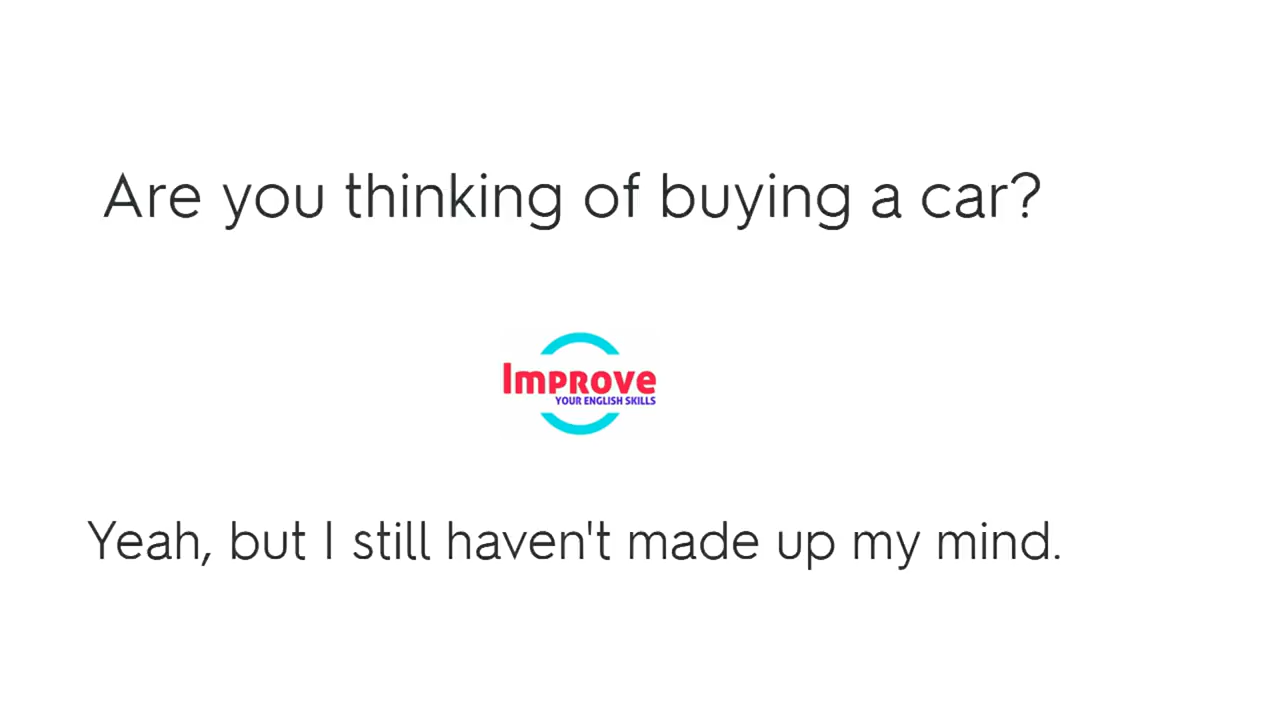 Are you thinking of buying a car?
Improve
YOUR ENGLISH SKILLS
Yeah, but I still haven't made up my mind.